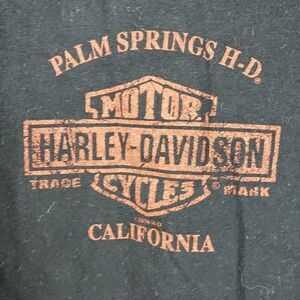 PALM SPRINGS H-D®
MOTOR
HARLEY-DAVIDSON
TRADE ® MARK
CYCLES
CALIFORNIA